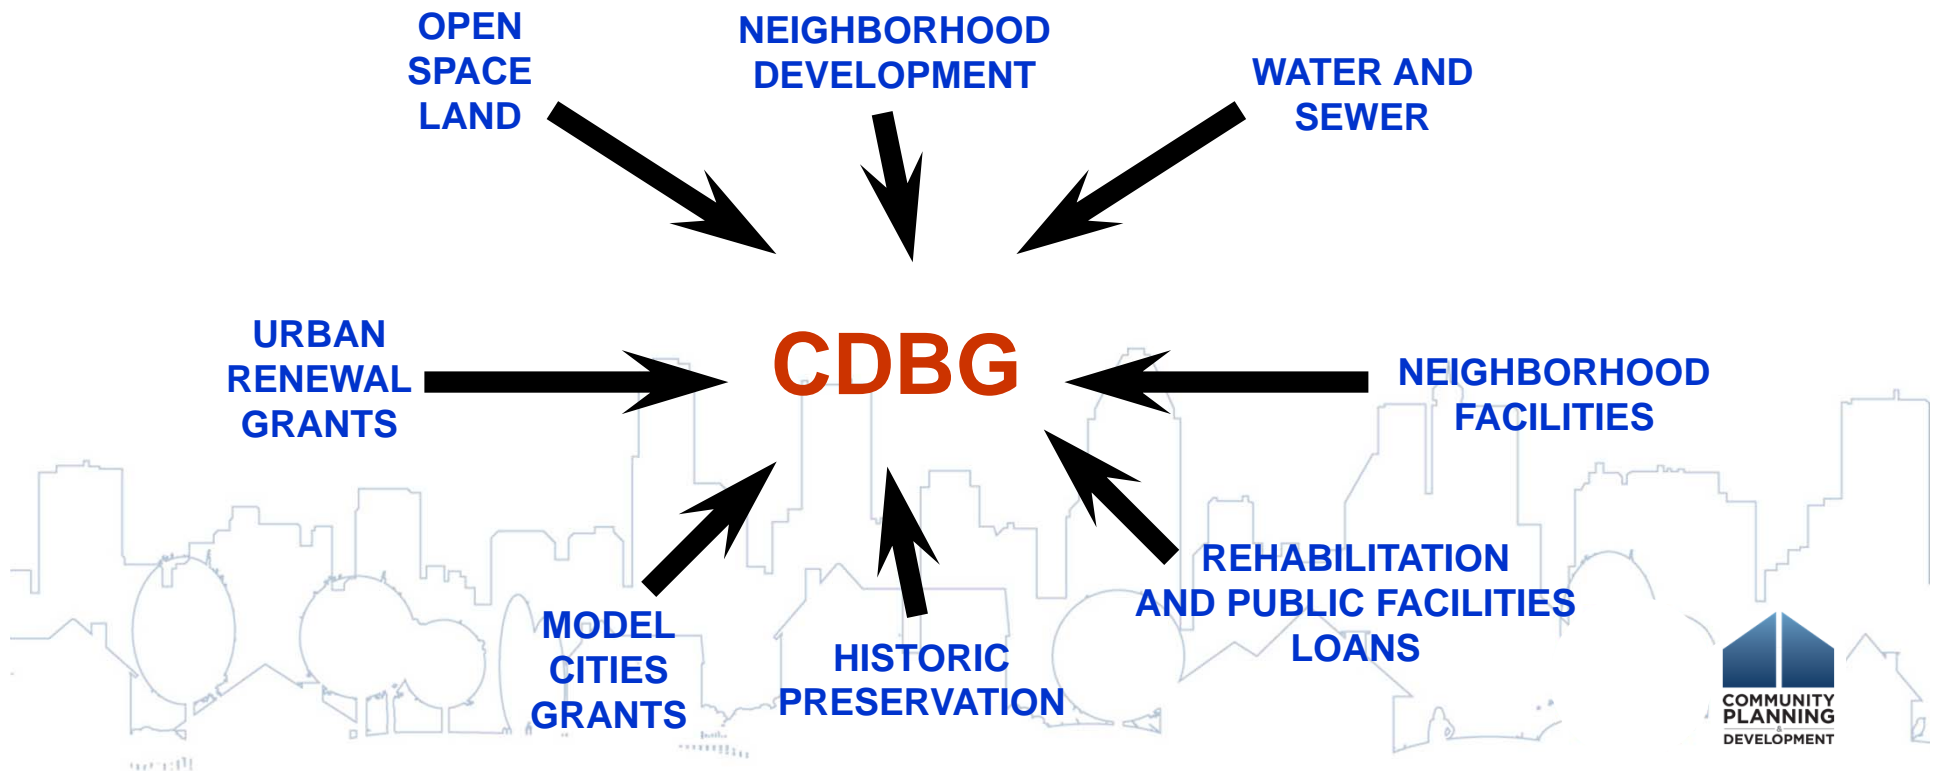 OPEN
SPACE
LAND
NEIGHBORHOOD
DEVELOPMENT
WATER AND
SEWER
URBAN
RENEWAL
GRANTS
CDBG
NEIGHBORHOOD
FACILITIES
MODEL
CITIES
GRANTS
HISTORIC
PRESERVATION
REHABILITATION
AND PUBLIC FACILITIES
LOANS
COMMUNITY
PLANNING
&
DEVELOPMENT